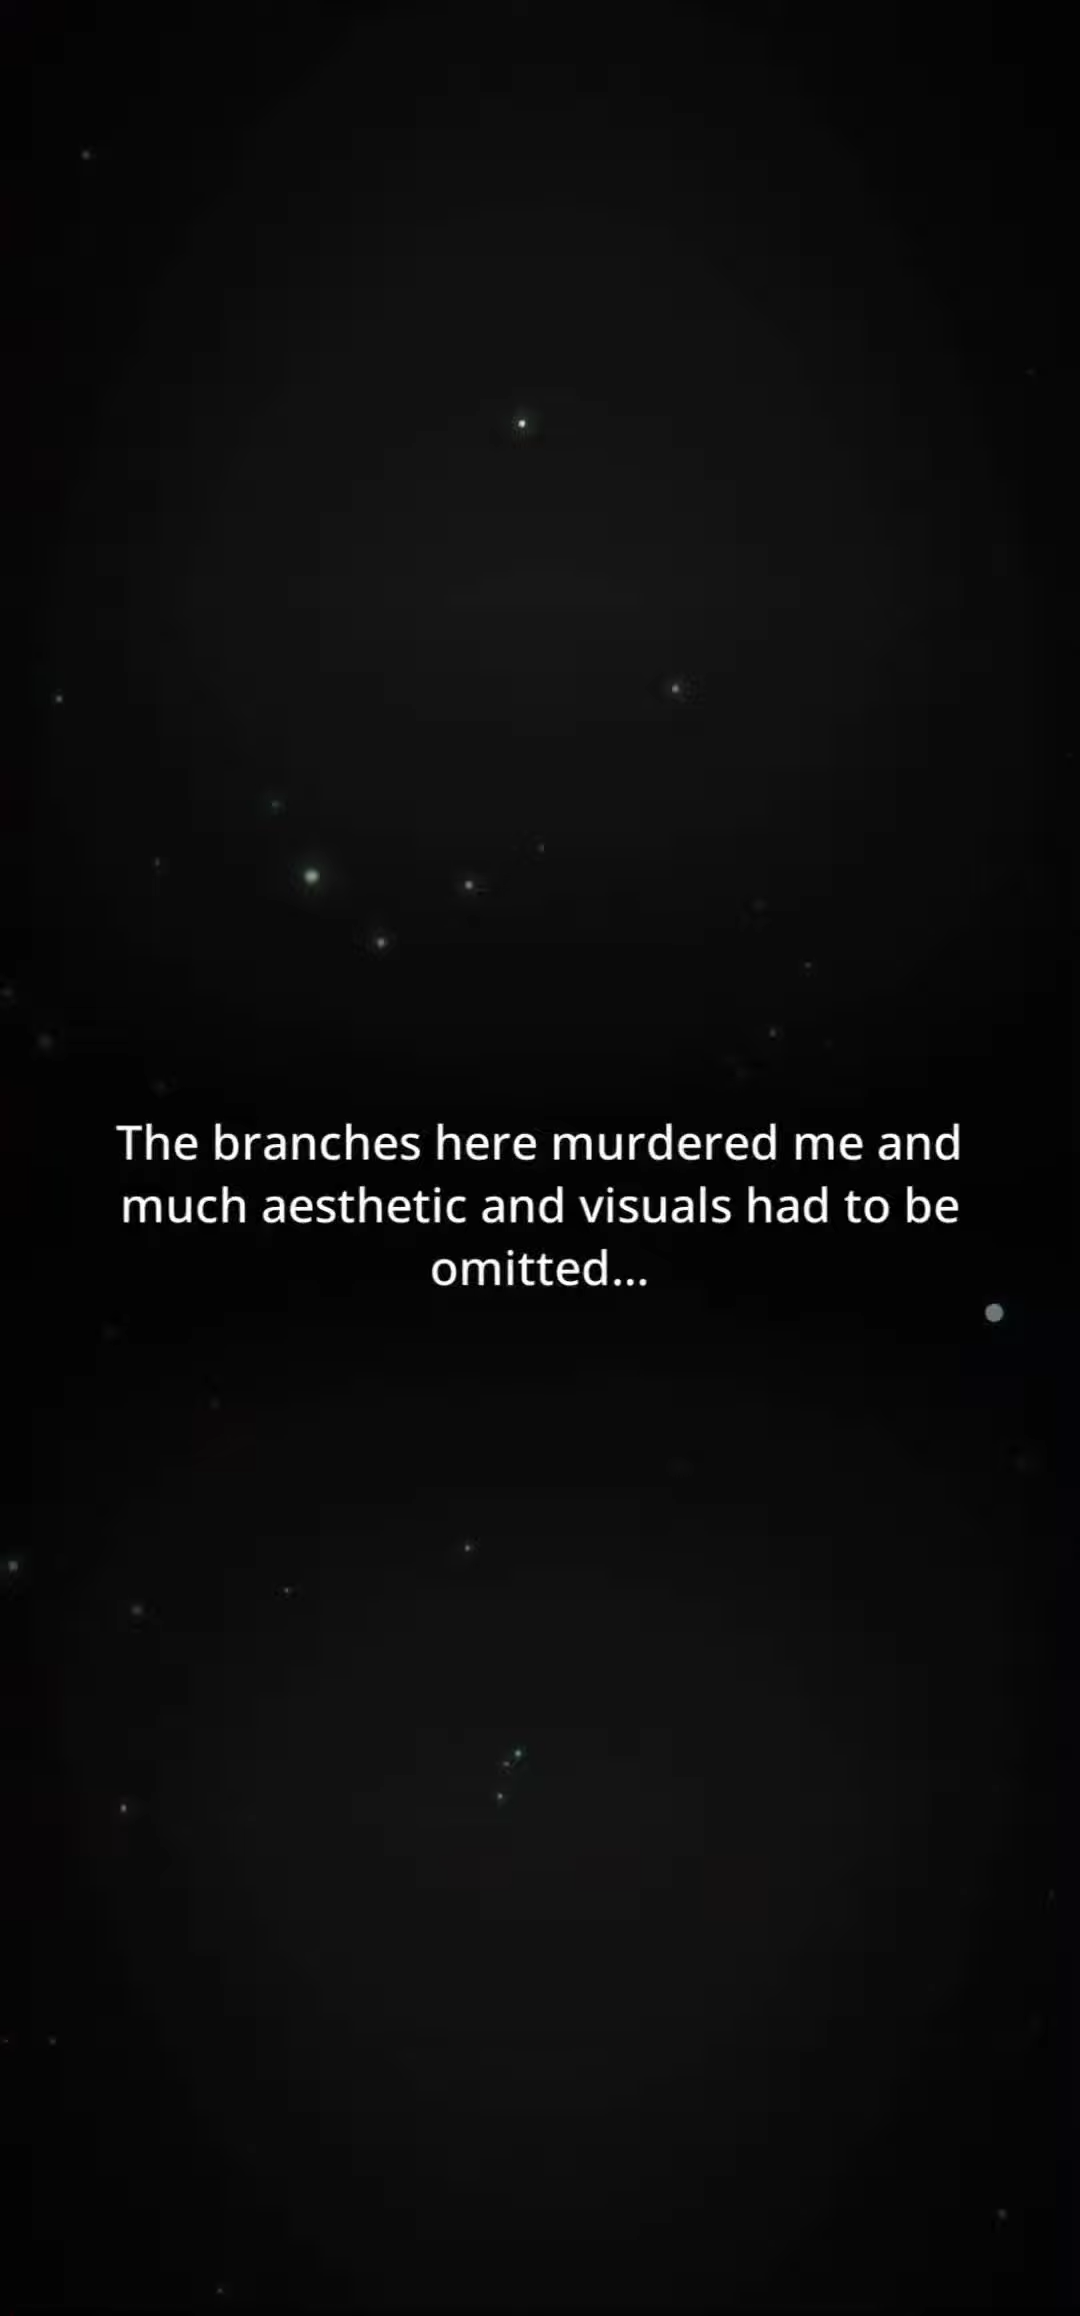 The branches here murdered me and
much aesthetic and visuals had to be
omitted...